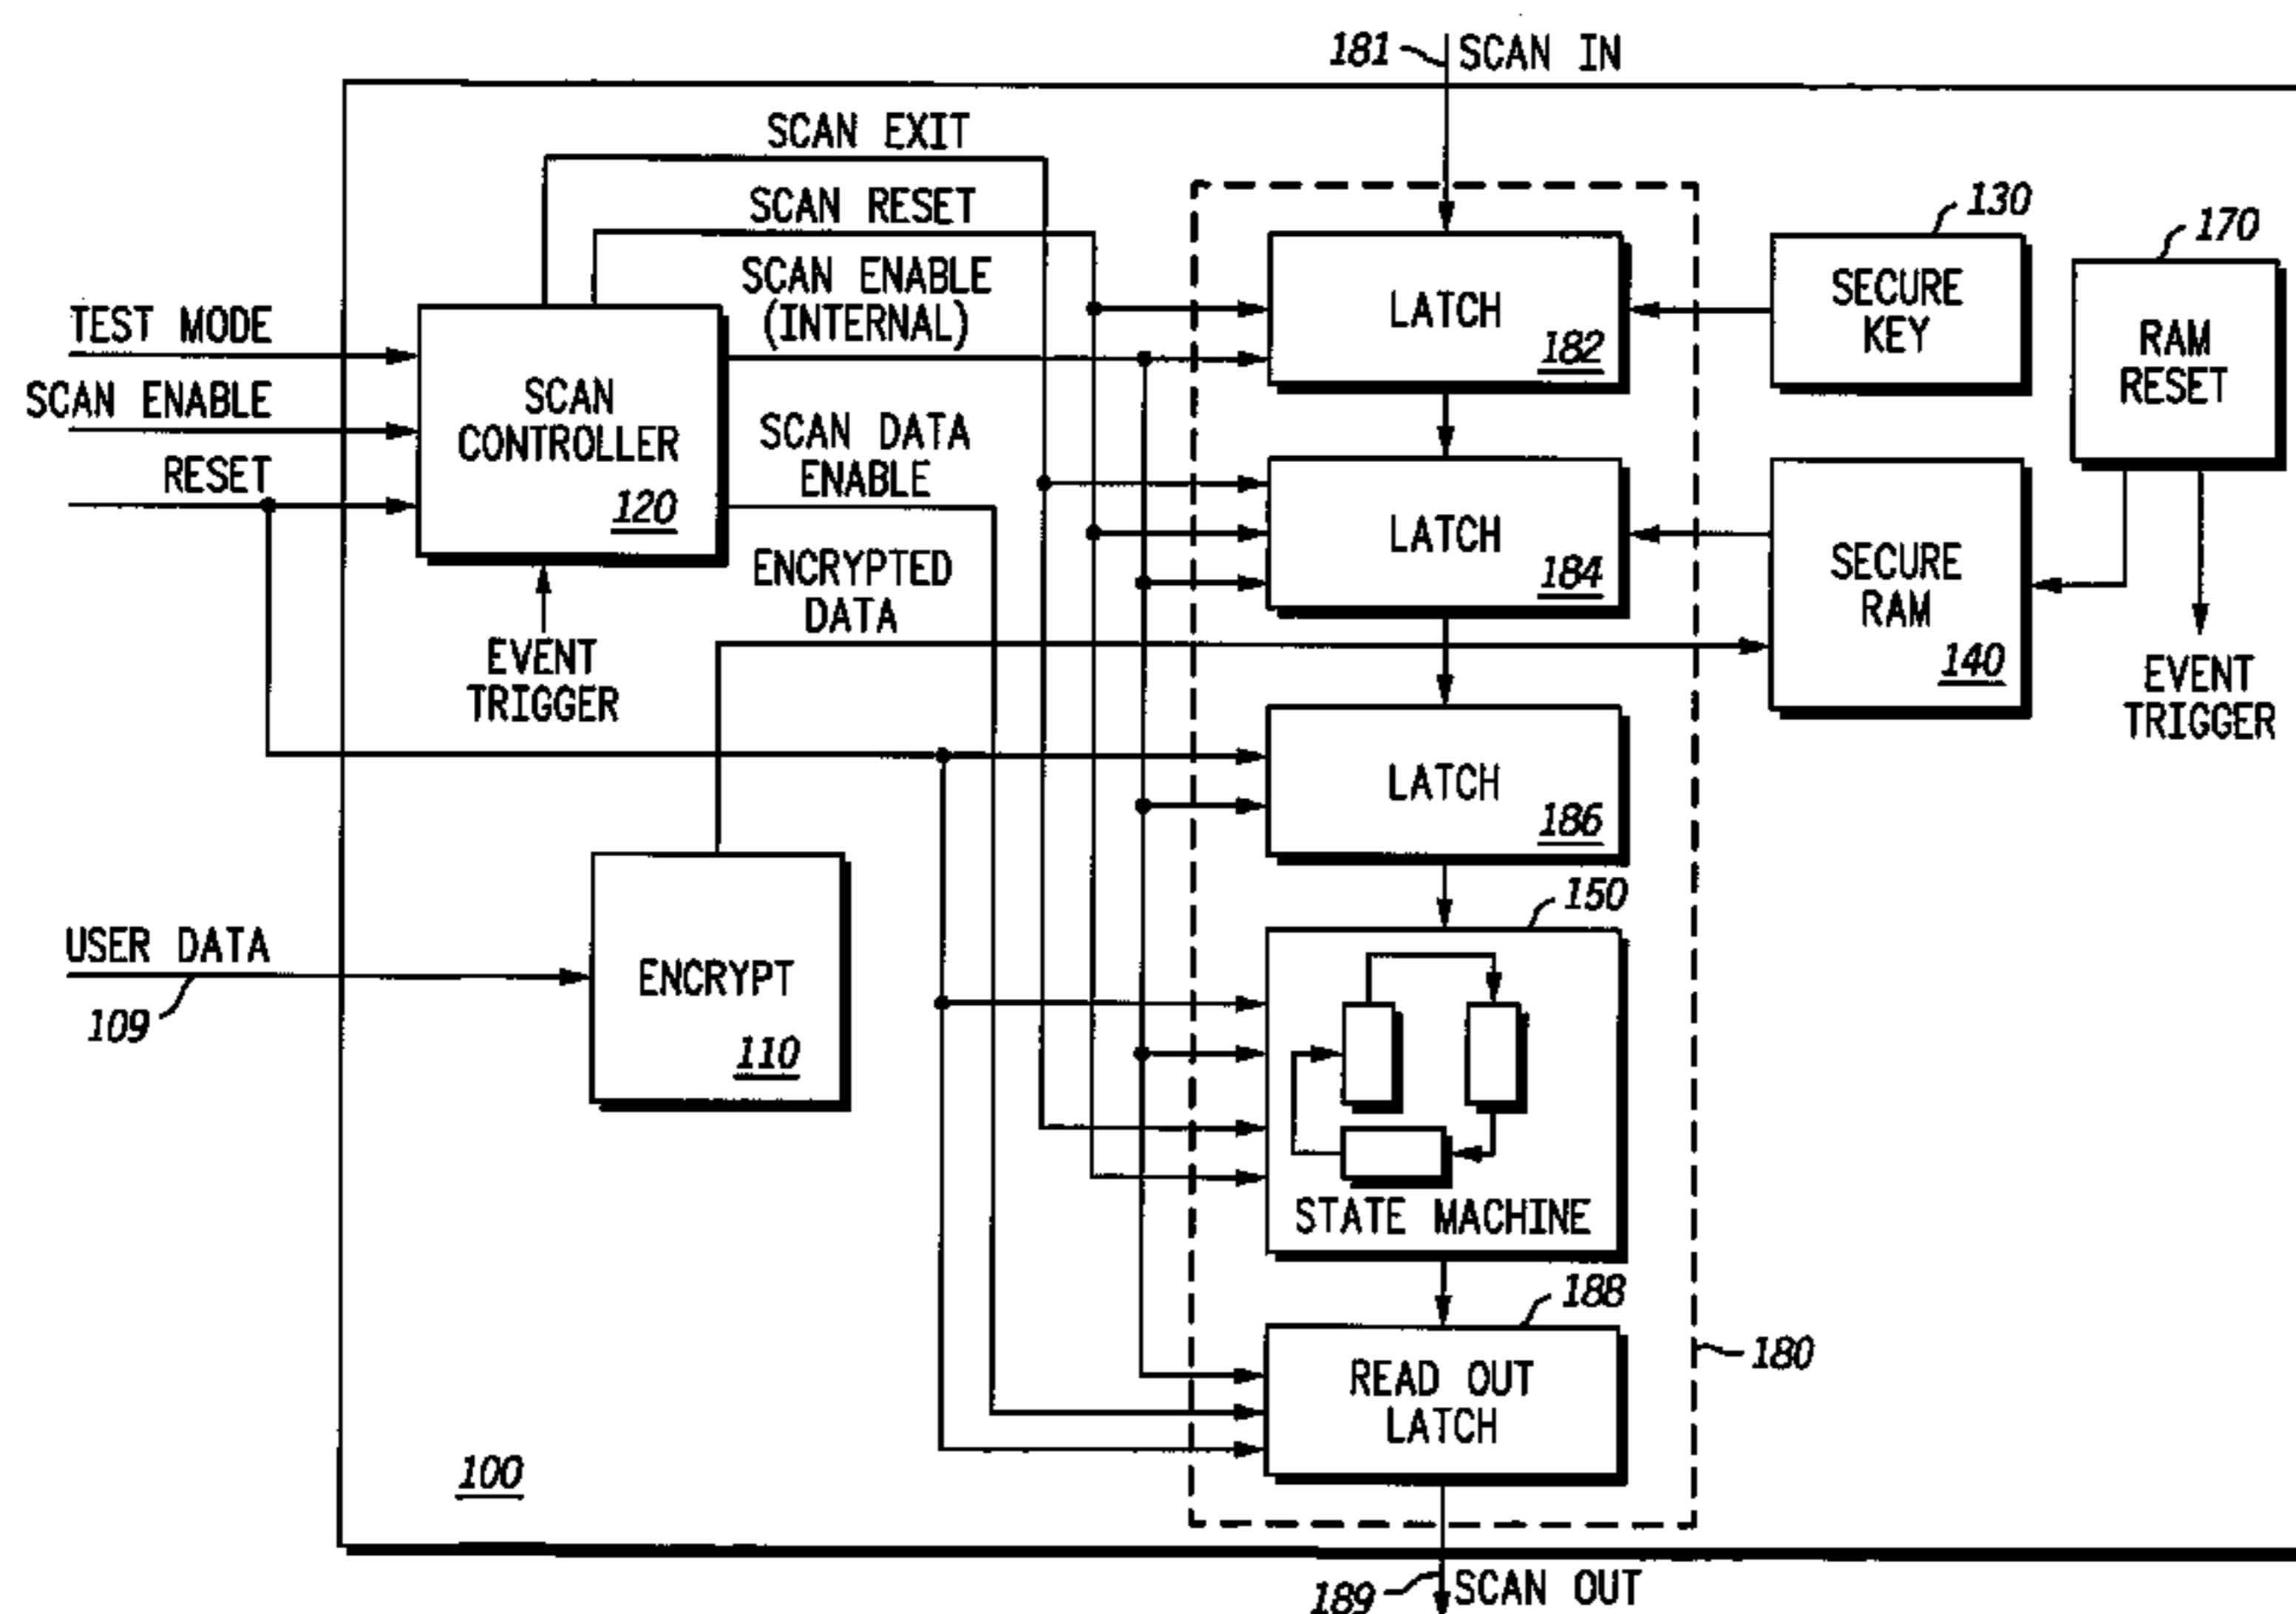 181
SCAN IN
SCAN EXIT
SCAN RESET
SCAN ENABLE
(INTERNAL)
130
170
TEST MODE
SCAN ENABLE
RESET
SCAN
CONTROLLER
120
LATCH
182
SECURE
KEY
RAM
RESET
SCAN DATA
ENABLE
ENCRYPTED
DATA
LATCH
184
SECURE
RAM
140
EVENT
TRIGGER
EVENT
TRIGGER
LATCH
186
150
USER DATA
109
ENCRYPT
110
STATE MACHINE
188
READ OUT
LATCH
180
100
189
SCAN OUT